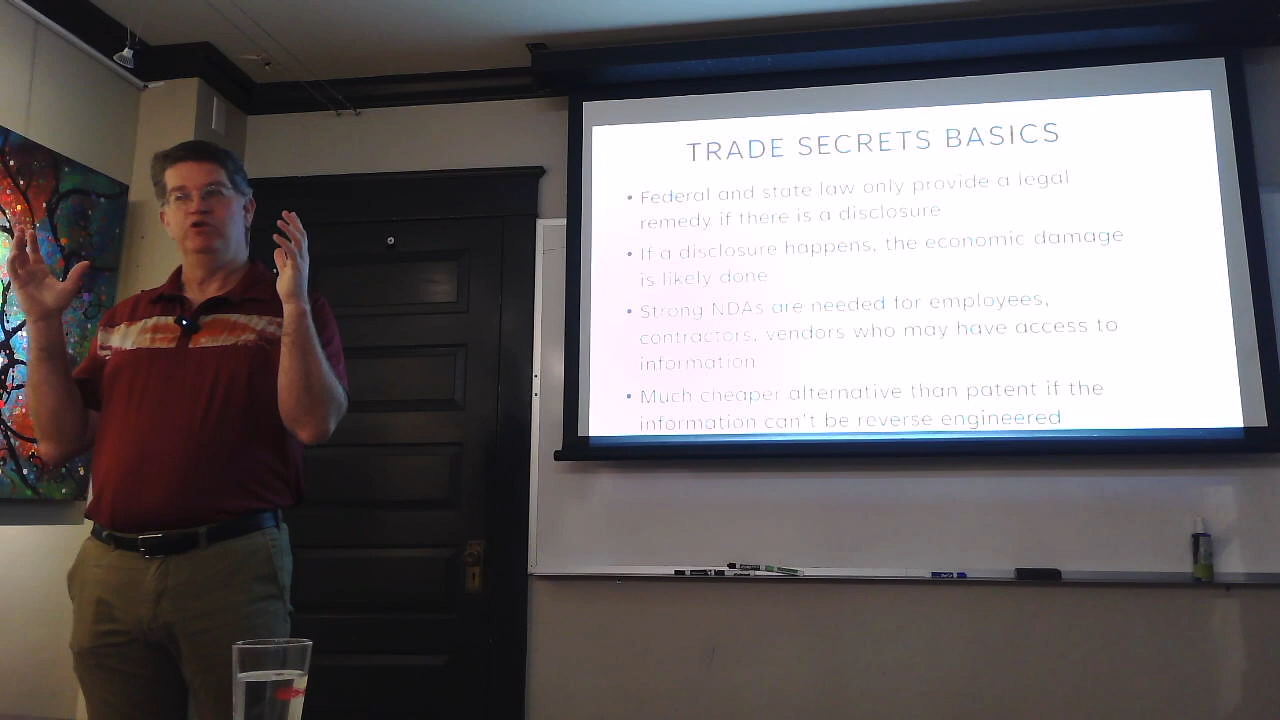 TRADE SECRETS BASICS
• Federal and state law only provide a legal
remedy if there is a disclosure
• If a disclosure happens, the economic damage
is likely done
• Strong NDAs are needed for employees,
contractors, vendors who may have access to
information
• Much cheaper alternative than patent if the
information can't be reverse engineered